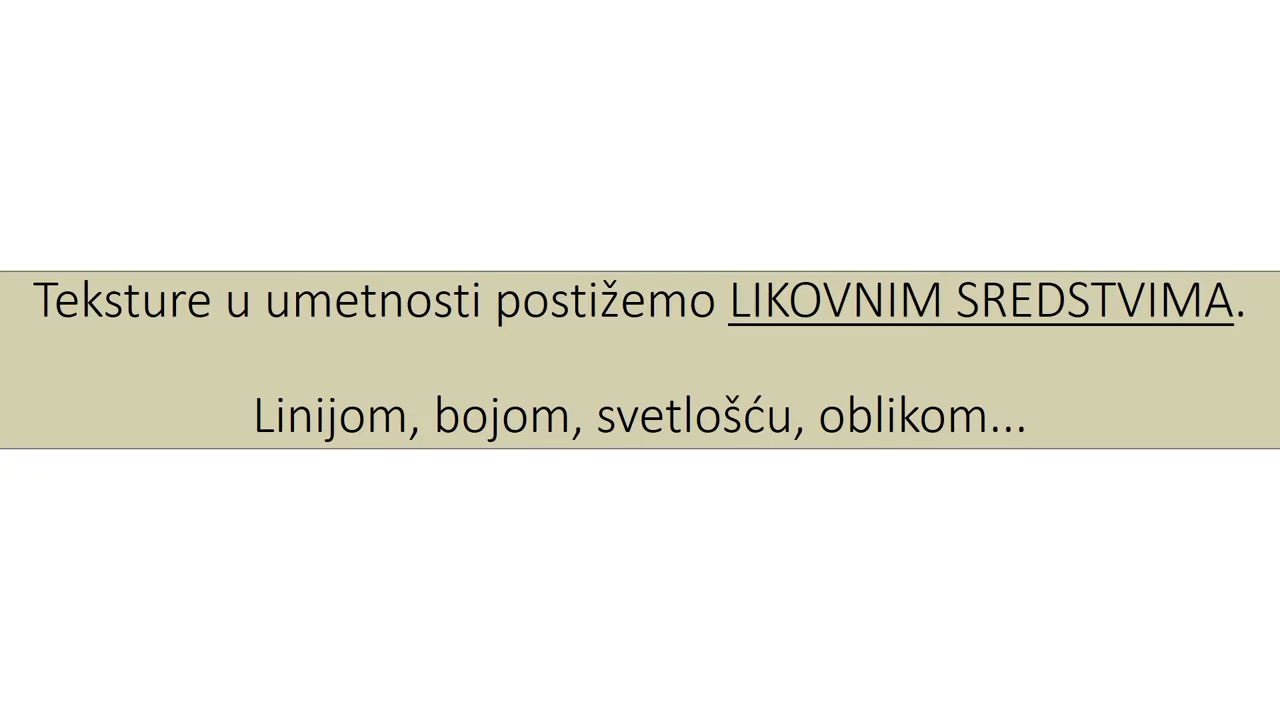 Teksture u umetnosti postižemo LIKOVNIM SREDSTVIMA.
Linijom, bojom, svetlošću, oblikom...